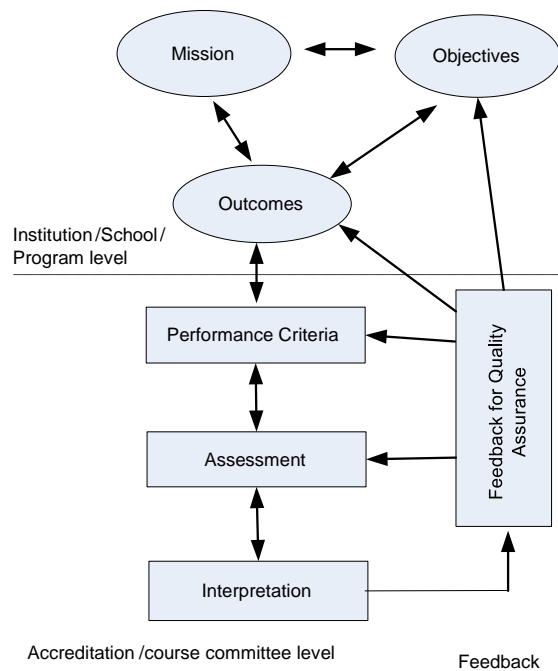 Mission
Objectives
Outcomes
Institution/School/
Program level
Performance Criteria
Feedback for Quality
Assurance
Assessment
Interpretation
Accreditation/course committee level
Feedback